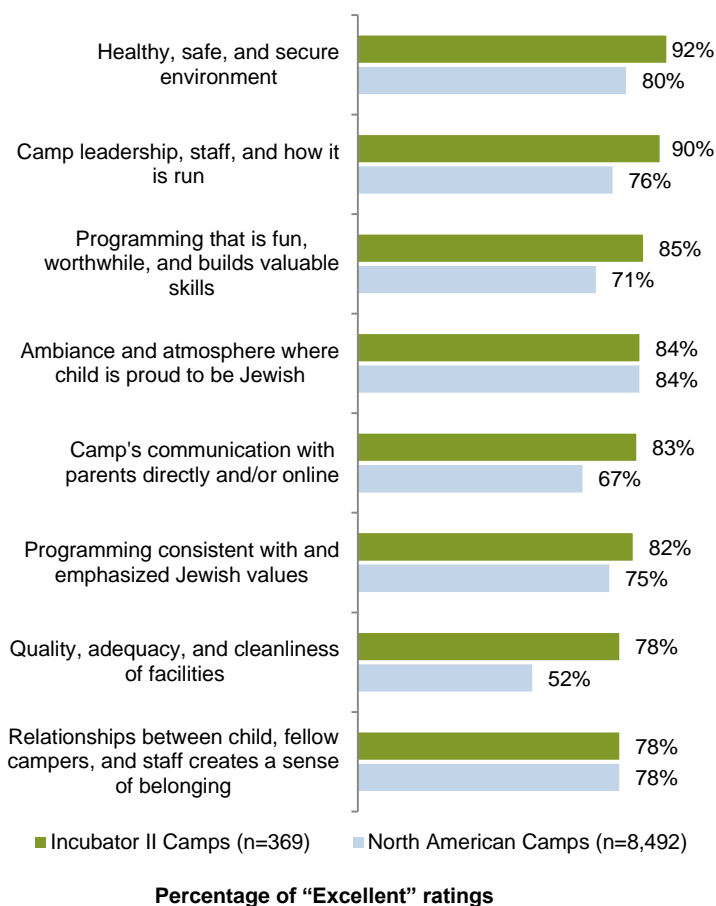 Healthy, safe, and secure
environment
92%
80%
Camp leadership, staff, and how it
is run
90%
76%
Programming that is fun,
worthwhile, and builds valuable
skills
85%
71%
Ambiance and atmosphere where
child is proud to be Jewish
84%
84%
Camp's communication with
parents directly and/or online
83%
67%
Programming consistent with and
emphasized Jewish values
82%
75%
Quality, adequacy, and cleanliness
of facilities
78%
52%
Relationships between child, fellow
campers, and staff creates a sense
of belonging
78%
78%
Incubator II Camps (n=369) North American Camps (n=8,492)
Percentage of “Excellent” ratings